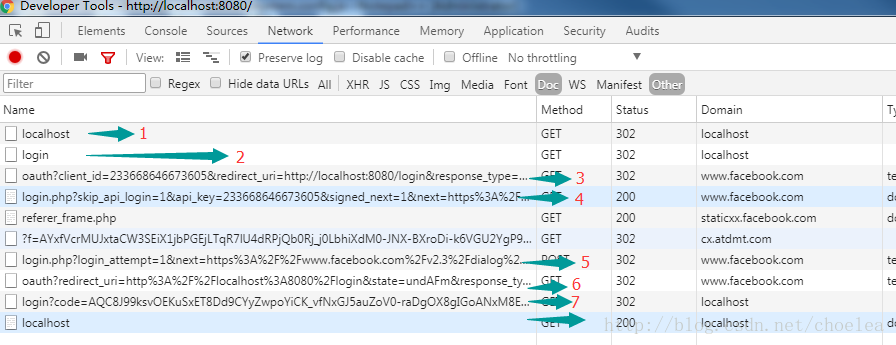 Developer Tools - http://localhost:8080/
Elements Console Sources Network Performance Memory Application Security Audits
View: Preserve log Disable cache Offline No throttling
Filter Regex Hide data URLs All XHR JS CSS Img Media Font Doc WS Manifest Other
Name Method Status Domain Ty
localhost 1 GET 302 localhost
login 2 GET 302 localhost
oauth?client_id=233668646673605&redirect_uri=http://localhost:8080/login&response_type=... 3 GET 302 www.facebook.com te
login.php?skip_api_login=1&api_key=233668646673605&signed_next=1&next=https%3A%2F... 4 GET 200 www.facebook.com do
referer_frame.php GET 200 staticxx.facebook.com do
?f=AYxfVcrMUJxtaCW3SEiX1jbPGEjLTqR7lU4dRPjQb0Rj_j0LbhiXdM0-JNX-BXroDi-k6VGU2YgP9... GET 302 cx.atdmt.com
login.php?login_attempt=1&next=https%3A%2F%2Fwww.facebook.com%2Fv2.3%2Fdialog%2... POST 5 302 www.facebook.com te
oauth?redirect_uri=http%3A%2F%2Flocalhost%3A8080%2Flogin&state=undAFm&response_ty... GET 6 302 www.facebook.com te
login?code=AQC8J99ksvOEKuSxET8Dd9CYyZwpoYiCK_vfNxGJ5auZoV0-raDgOX8gIGoANxM8E... GET 7 302 localhost
localhost GET 200 localhost do
http://blog.csdn.net/choelea